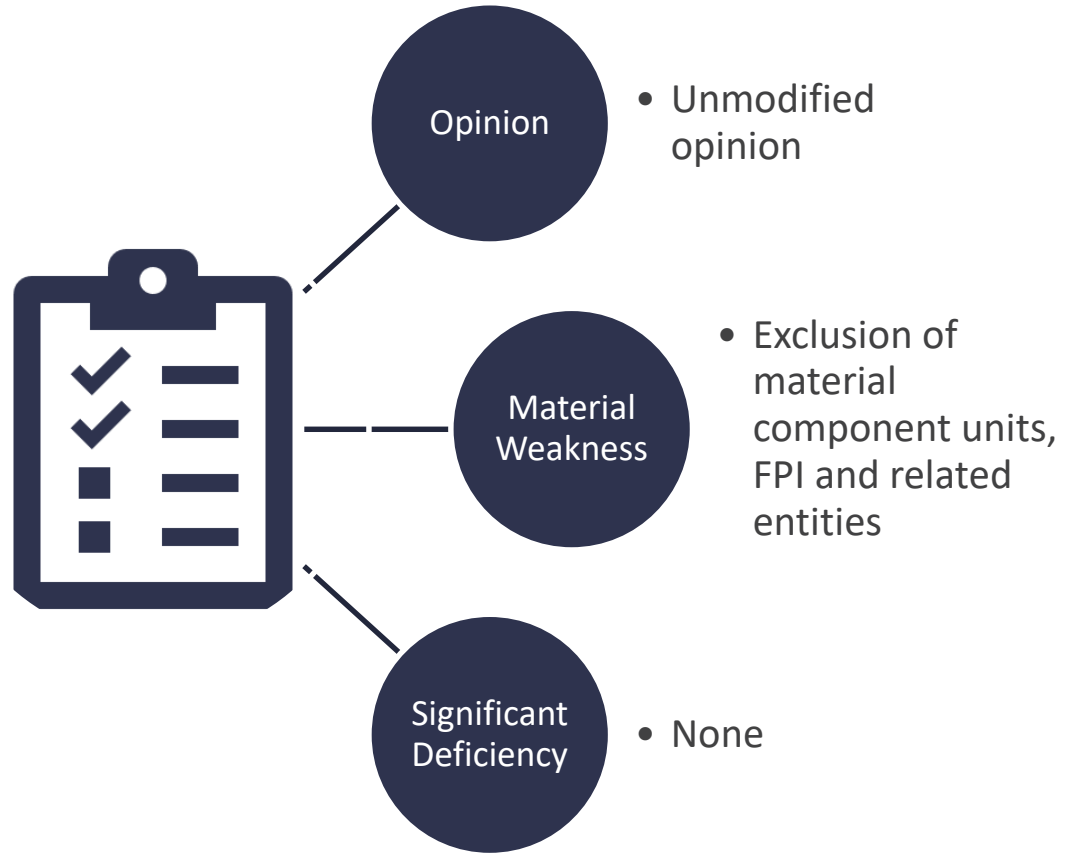 Opinion
• Unmodified
opinion
Material
Weakness
• Exclusion of
material
component units,
FPI and related
entities
Significant
Deficiency
• None